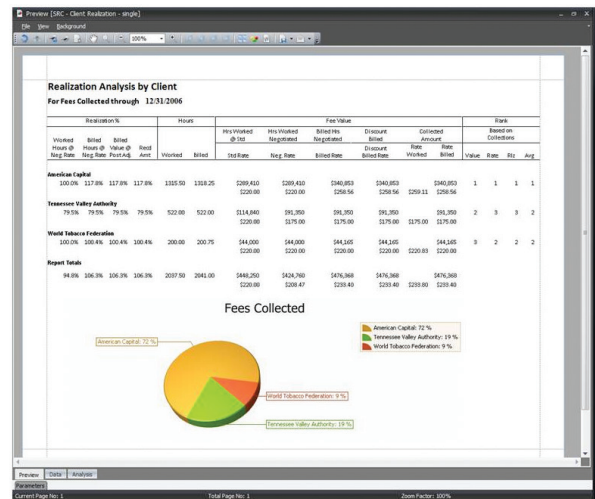 Preview [SRC - Client Realization - single]
File View Background
100%
Realization Analysis by Client
For Fees Collected through 12/31/2006
Realization % Hours Fee Value Rank
Hrs Worked @ Std Hrs Worked Negotiated Billed Hrs Negotiated Discount Billed Collected Amount Based on Collections
Worked Hours @ Neg.Rate Billed Hours @ Neg.Rate Billed Value @ Post Adj. Recd Amt Worked Billed Std Rate Neg. Rate Billed Rate Discount Billed Rate Rate Worked Rate Billed Value Rate Rlz Avg
American Capital
100.0% 117.8% 117.8% 117.8% 1315.50 1318.25 $289,410 $289,410 $340,853 $340,853 $340,853 1 1 1 1
$220.00 $220.00 $258.56 $258.56 $259.11 $258.56
Tennessee Valley Authority
79.5% 79.5% 79.5% 79.5% 522.00 522.00 $114,840 $91,350 $91,350 $91,350 $91,350 2 3 3 2
$220.00 $175.00 $175.00 $175.00 $175.00 $175.00
World Tobacco Federation
100.0% 100.4% 100.4% 100.4% 200.00 200.75 $44,000 $44,000 $44,165 $44,165 $44,165 3 2 2 2
$220.00 $220.00 $220.00 $220.00 $220.83 $220.00
Report Totals
94.8% 106.3% 106.3% 106.3% 2037.50 2041.00 $448,250 $424,760 $476,368 $476,368 $476,368
$220.00 $208.47 $233.40 $233.40 $233.80 $233.40
Fees Collected
American Capital: 72 %
Tennessee Valley Authority: 19 %
World Tobacco Federation: 9 %
American Capital: 72 %
World Tobacco Federation: 9 %
Tennessee Valley Authority: 19 %
Preview Data Analysis
Parameters
Current Page No: 1 Total Page No: 1 Zoom Factor: 100%